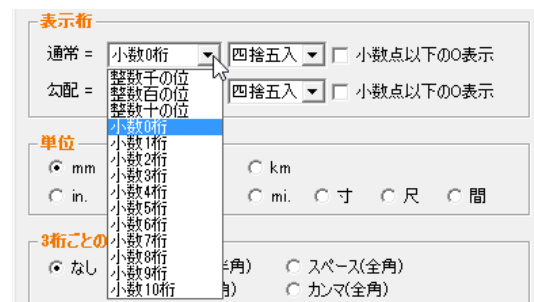 表示桁
通常 = 小数0桁 四捨五入 小数点以下の0表示
整数千の位
勾配 = 整数百の位 四捨五入 小数点以下の0表示
整数十の位
小数0桁
単位 小数1桁
mm 小数2桁 km
小数3桁
in. 小数4桁 mi. 寸 尺 間
小数5桁
小数6桁
3桁ごとの 小数7桁
なし 小数8桁 角) スペース(全角)
小数9桁
小数10桁 ) カンマ(全角)